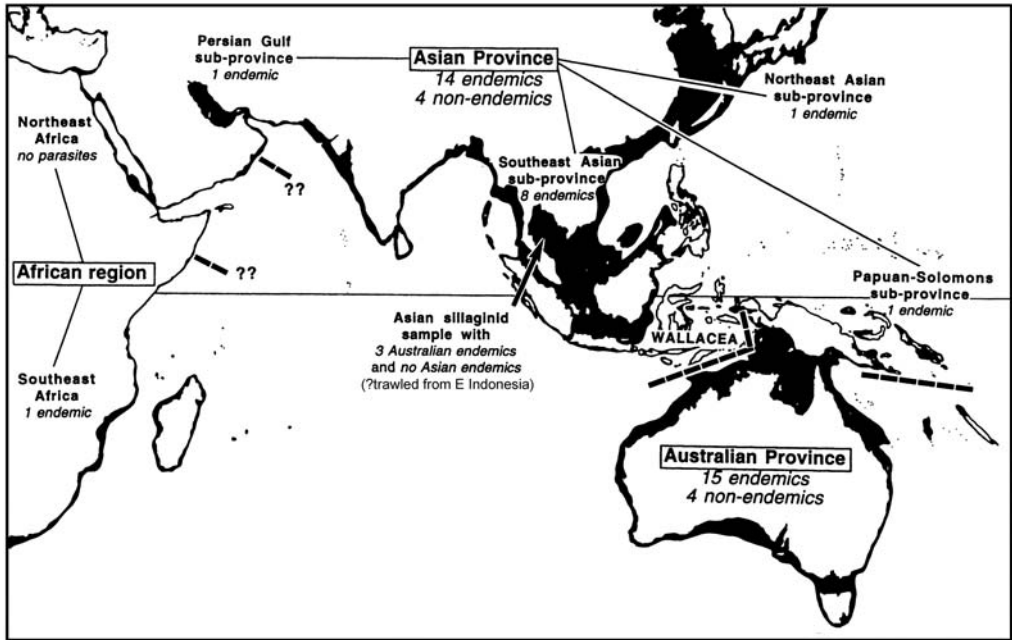 Persian Gulf
sub-province
1 endemic
Asian Province
14 endemics
4 non-endemics
Northeast Asian
sub-province
1 endemic
Northeast
Africa
no parasites
??
Southeast Asian
sub-province
8 endemics
African region
??
Papuan-Solomons
sub-province
1 endemic
Asian sillaginid
sample with
3 Australian endemics
and no Asian endemics
(?trawled from E Indonesia)
WALLACEA
Southeast
Africa
1 endemic
Australian Province
15 endemics
4 non-endemics